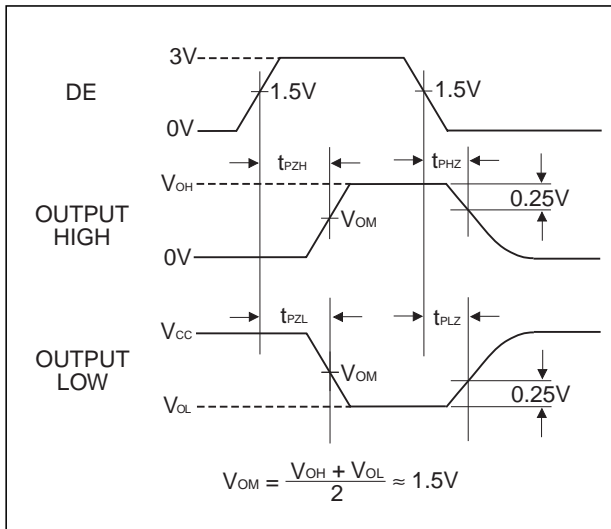 3V
DE
1.5V
1.5V
0V
tPZH
tPHZ
VOH
0.25V
OUTPUT
HIGH
VOM
0V
tPZL
tPLZ
VCC
OUTPUT
LOW
VOM
0.25V
VOL
VOM = VOH + VOL / 2 ≈ 1.5V